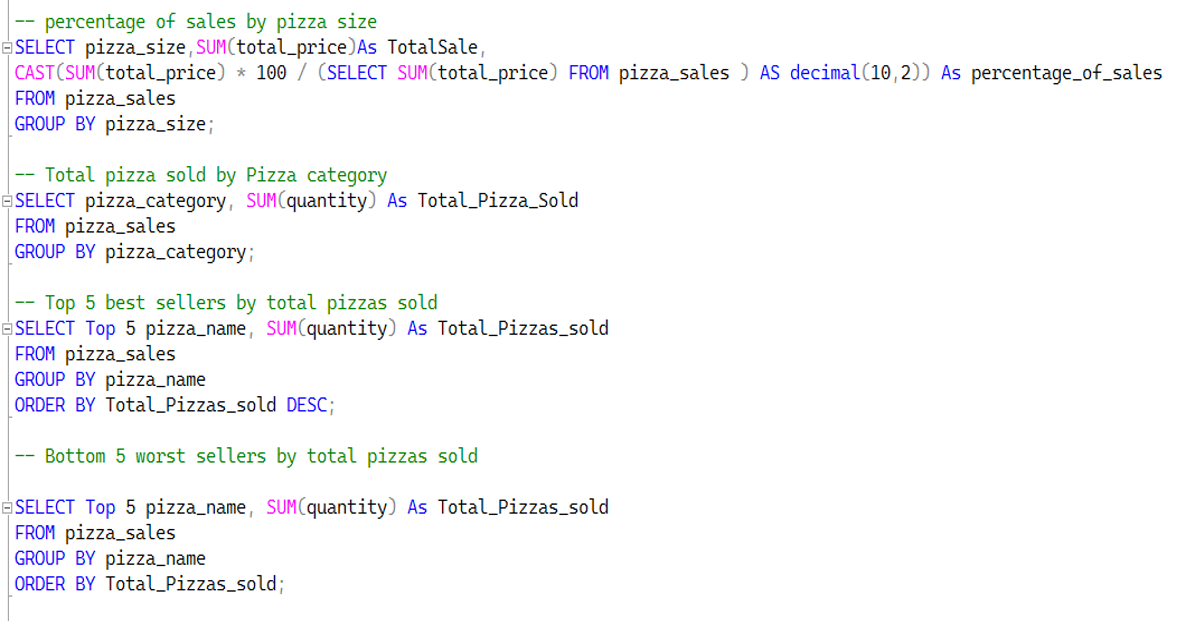 -- percentage of sales by pizza size
SELECT pizza_size,SUM(total_price)As TotalSale,
CAST(SUM(total_price) * 100 / (SELECT SUM(total_price) FROM pizza_sales ) AS decimal(10,2)) As percentage_of_sales
FROM pizza_sales
GROUP BY pizza_size;
-- Total pizza sold by Pizza category
SELECT pizza_category, SUM(quantity) As Total_Pizza_Sold
FROM pizza_sales
GROUP BY pizza_category;
-- Top 5 best sellers by total pizzas sold
SELECT Top 5 pizza_name, SUM(quantity) As Total_Pizzas_sold
FROM pizza_sales
GROUP BY pizza_name
ORDER BY Total_Pizzas_sold DESC;
-- Bottom 5 worst sellers by total pizzas sold
SELECT Top 5 pizza_name, SUM(quantity) As Total_Pizzas_sold
FROM pizza_sales
GROUP BY pizza_name
ORDER BY Total_Pizzas_sold;